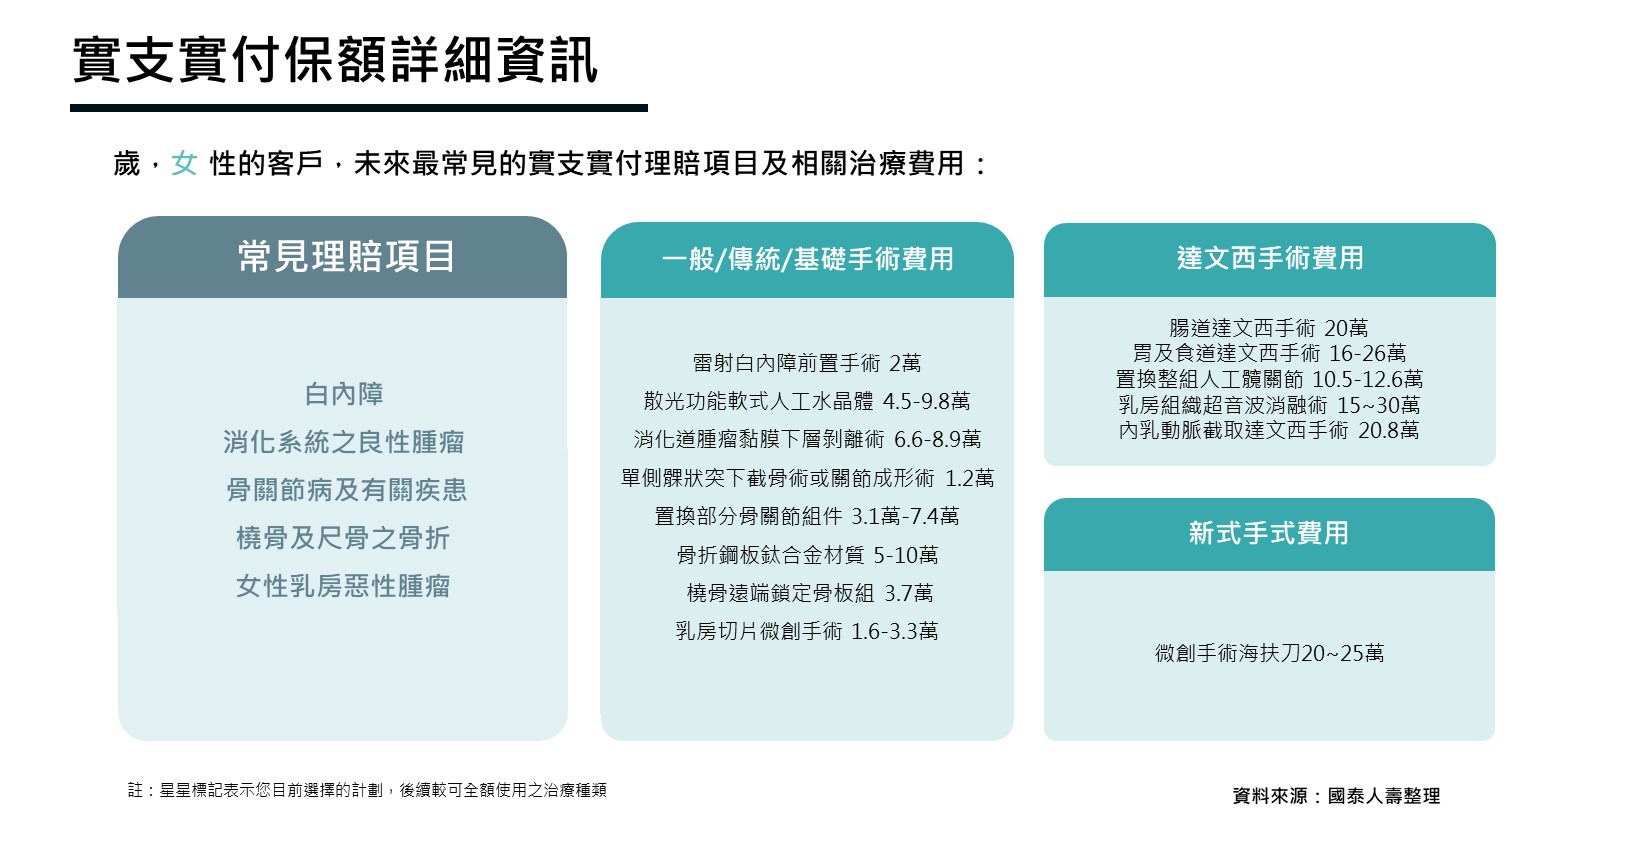 實支實付保額詳細資訊
歲，女 性的客戶，未來最常見的實支實付理賠項目及相關治療費用：
常見理賠項目
白內障
消化系統之良性腫瘤
骨關節病及有關疾患
橈骨及尺骨之骨折
女性乳房惡性腫瘤
一般/傳統/基礎手術費用
雷射白內障前置手術 2萬
散光功能軟式人工水晶體 4.5-9.8萬
消化道腫瘤黏膜下層剝離術 6.6-8.9萬
單側髁狀突下截骨術或關節成形術 1.2萬
置換部分骨關節組件 3.1萬-7.4萬
骨折鋼板鈦合金材質 5-10萬
橈骨遠端鎖定骨板組 3.7萬
乳房切片微創手術 1.6-3.3萬
達文西手術費用
腸道達文西手術 20萬
胃及食道達文西手術 16-26萬
置換整組人工髖關節 10.5-12.6萬
乳房組織超音波消融術 15~30萬
內乳動脈截取達文西手術 20.8萬
新式手式費用
微創手術海扶刀20~25萬
註：星星標記表示您目前選擇的計劃，後續較可全額使用之治療種類
資料來源：國泰人壽整理